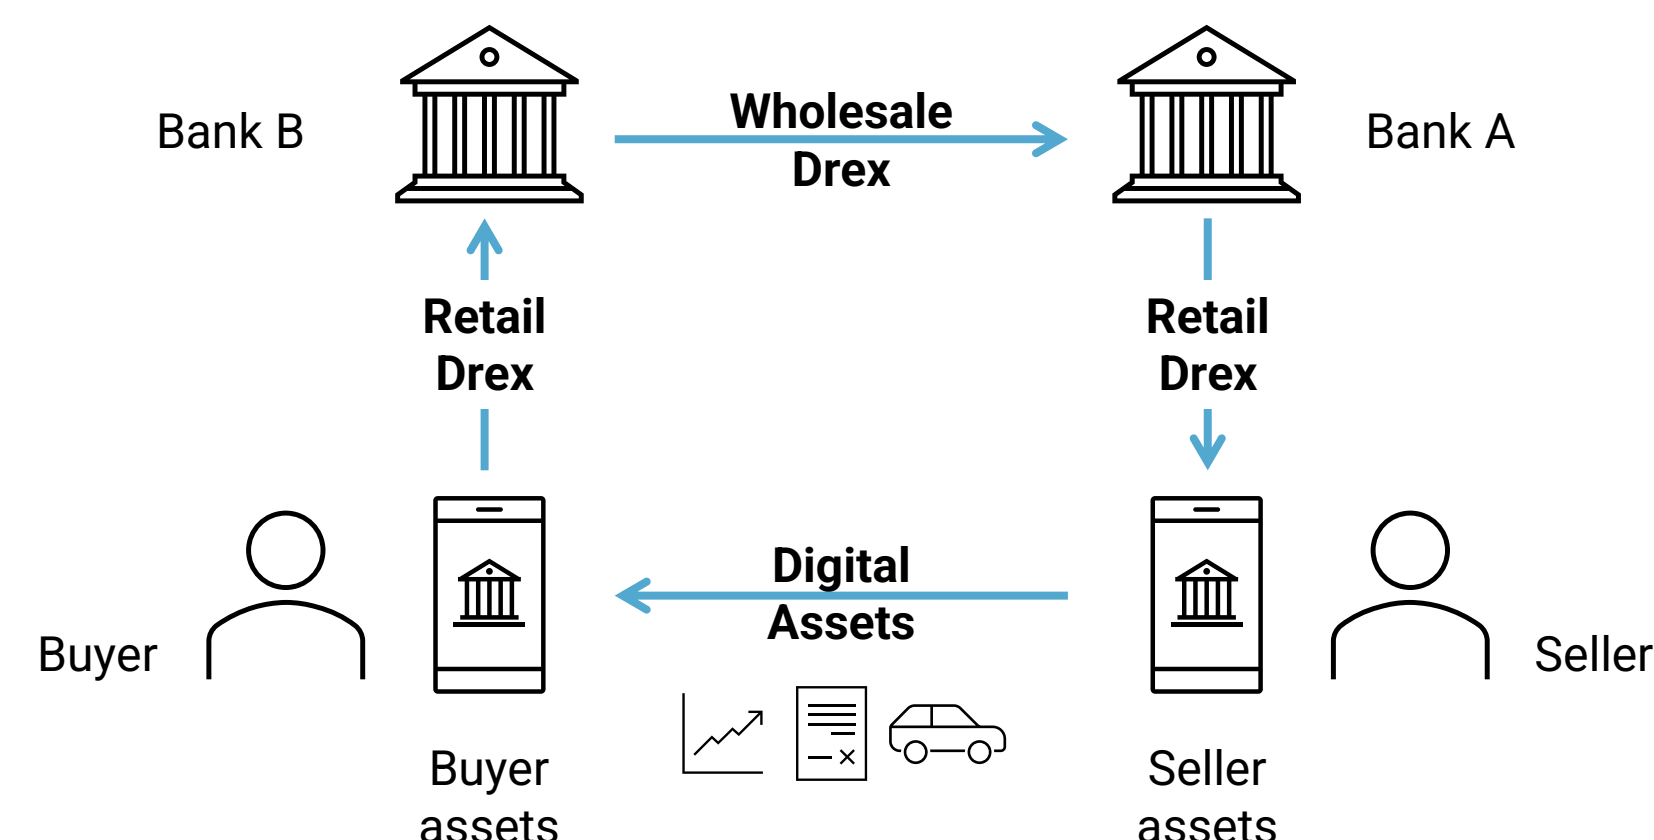 Bank B
Wholesale
Drex
Bank A
Retail
Drex
Retail
Drex
Buyer
Digital
Assets
Seller
Buyer
assets
Seller
assets